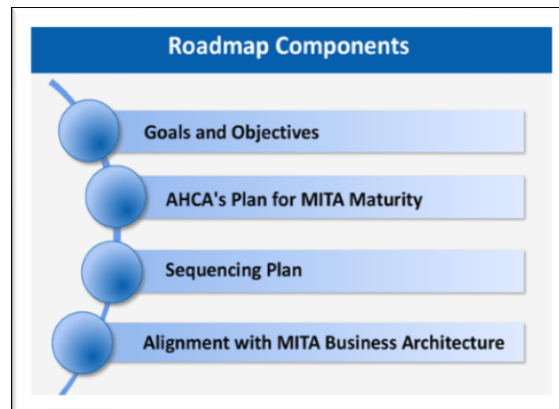 Roadmap Components
Goals and Objectives
AHCA's Plan for MITA Maturity
Sequencing Plan
Alignment with MITA Business Architecture